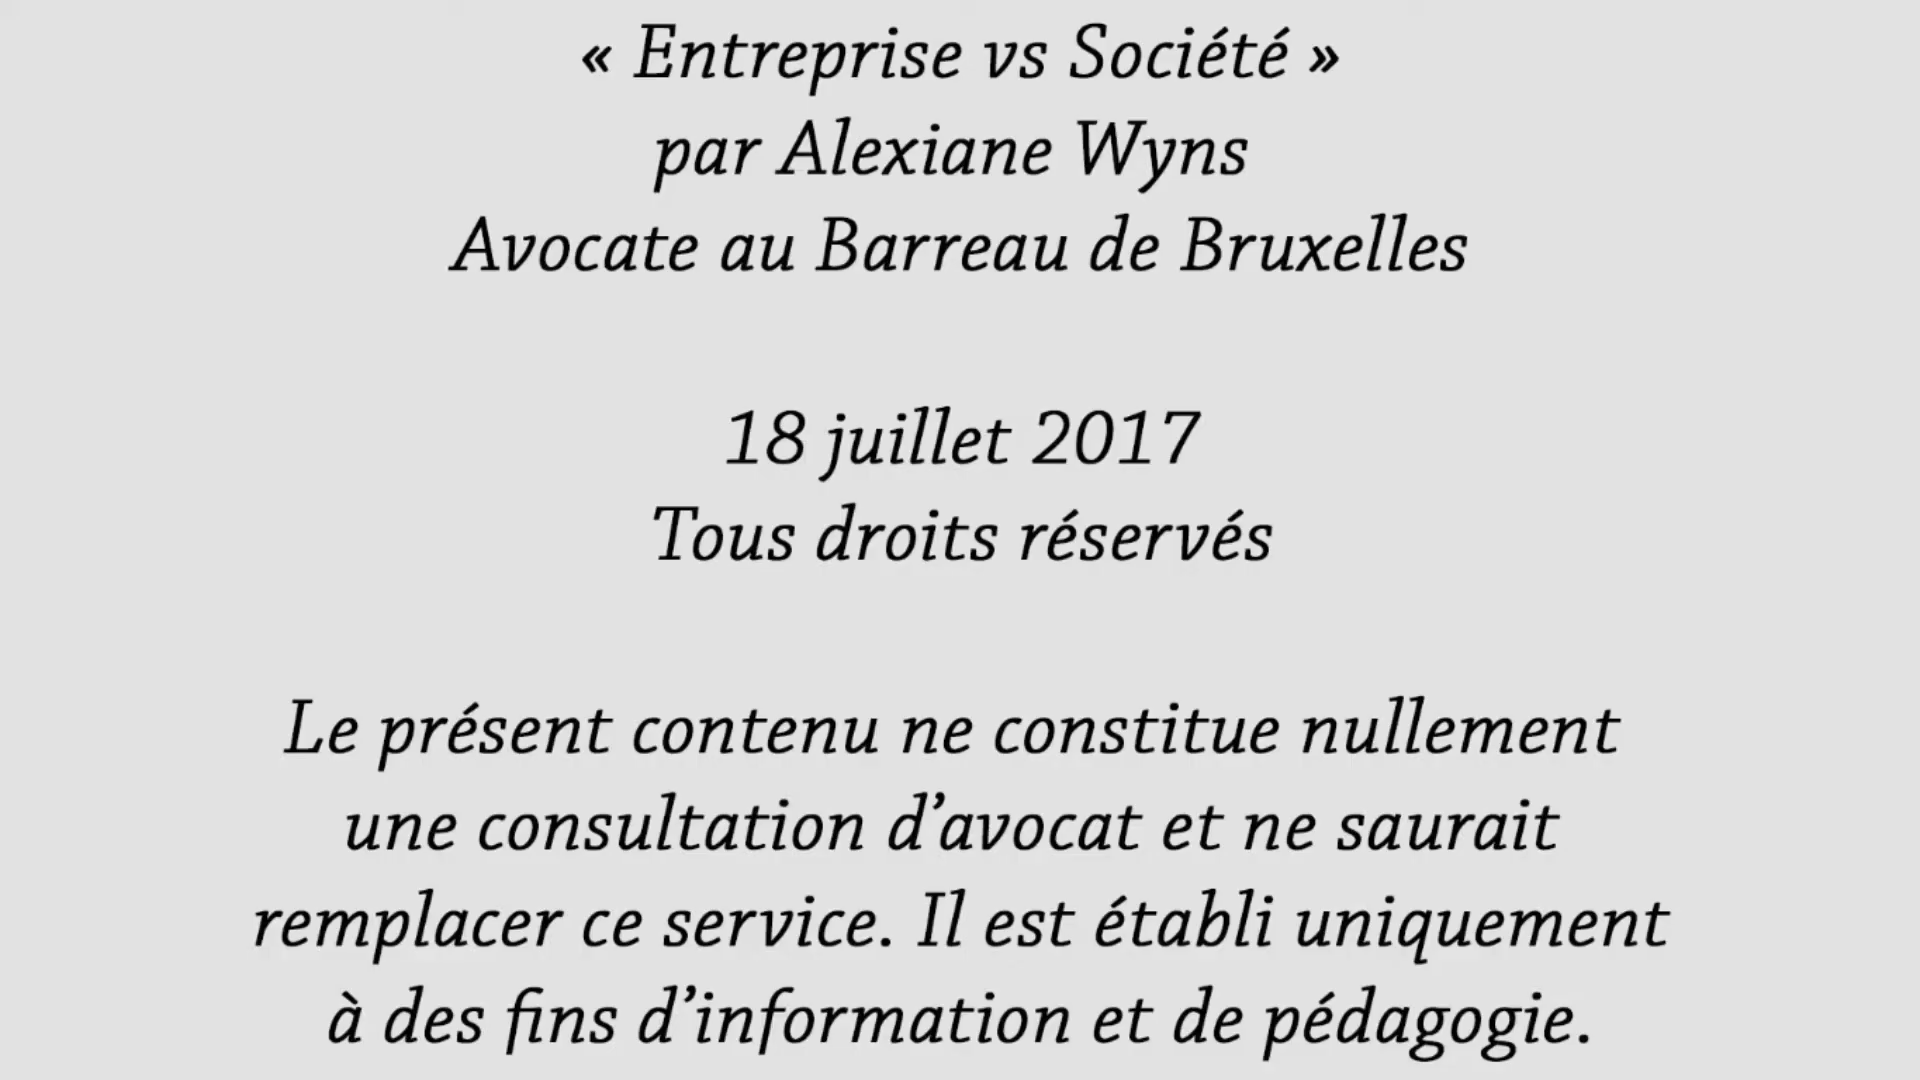 « Entreprise vs Société »
par Alexiane Wyns
Avocate au Barreau de Bruxelles
18 juillet 2017
Tous droits réservés
Le présent contenu ne constitue nullement
une consultation d’avocat et ne saurait
remplacer ce service. Il est établi uniquement
à des fins d’information et de pédagogie.